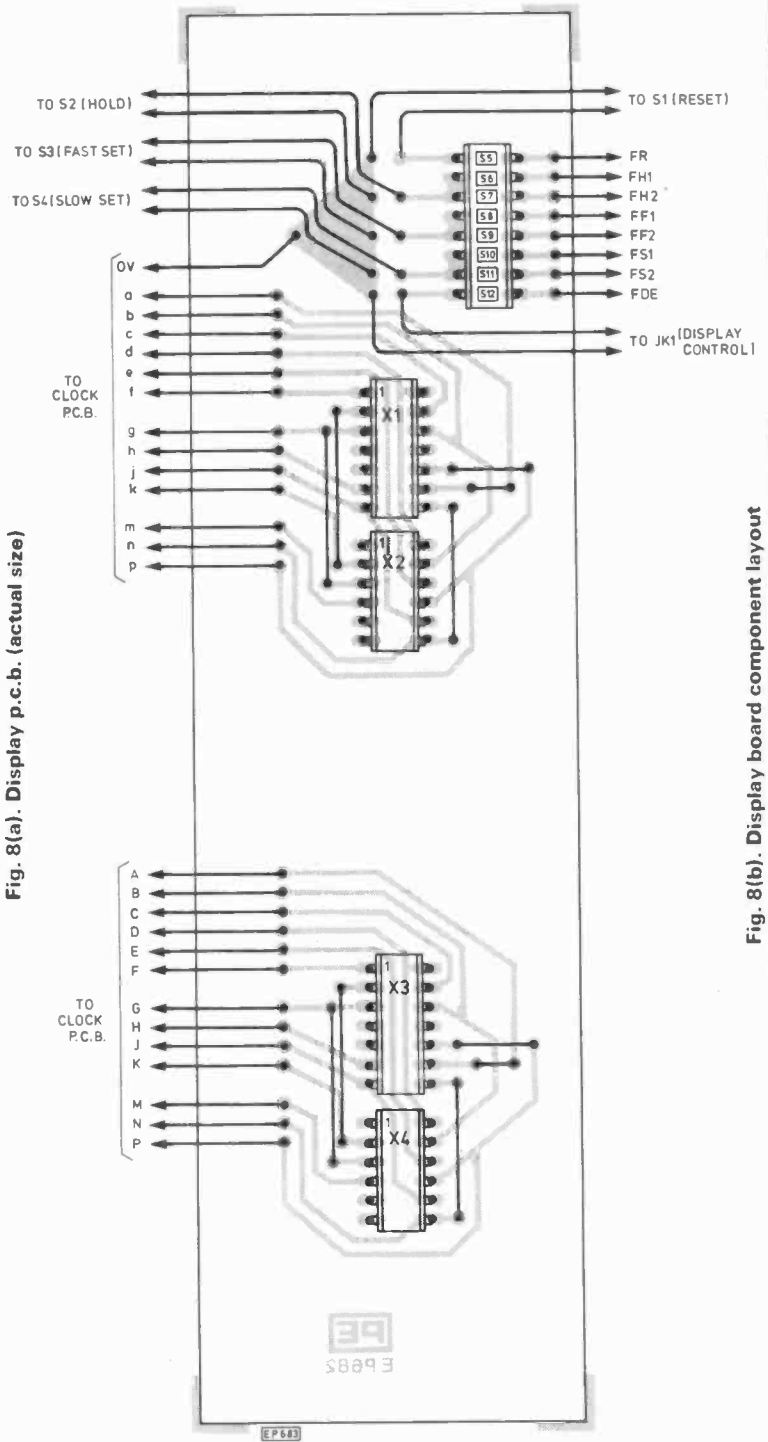 Fig. 8(a). Display p.c.b. (actual size)
TO S2 (HOLD)
TO S3 (FAST SET)
TO S4 (SLOW SET)
TO S1 (RESET)
S5
S6
S7
S8
S9
S10
S11
S12
FR
FH1
FH2
FF1
FF2
FS1
FS2
FDE
TO JK1 (DISPLAY
CONTROL)
0V
a
b
c
d
e
f
g
h
j
k
m
n
p
TO
CLOCK
P.C.B.
1
X1
1
X2
A
B
C
D
E
F
G
H
J
K
M
N
P
TO
CLOCK
P.C.B.
1
X3
1
X4
PE
EP682
EP683
Fig. 8(b). Display board component layout